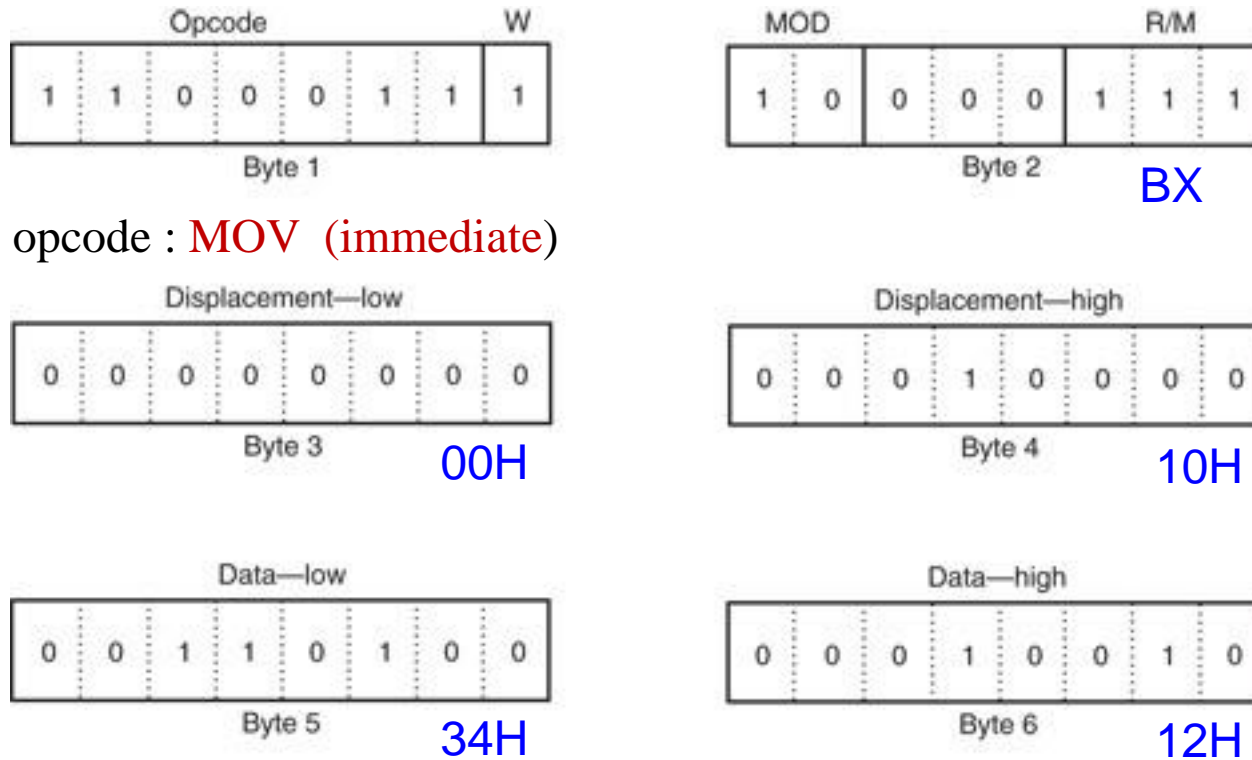 Opcode W
1 1 0 0 0 1 1 1
Byte 1
MOD R/M
1 0 0 0 0 1 1 1
Byte 2
BX
opcode : MOV (immediate)
Displacement—low
0 0 0 0 0 0 0 0
Byte 3
00H
Displacement—high
0 0 0 1 0 0 0 0
Byte 4
10H
Data—low
0 0 1 1 0 1 0 0
Byte 5
34H
Data—high
0 0 0 1 0 0 1 0
Byte 6
12H